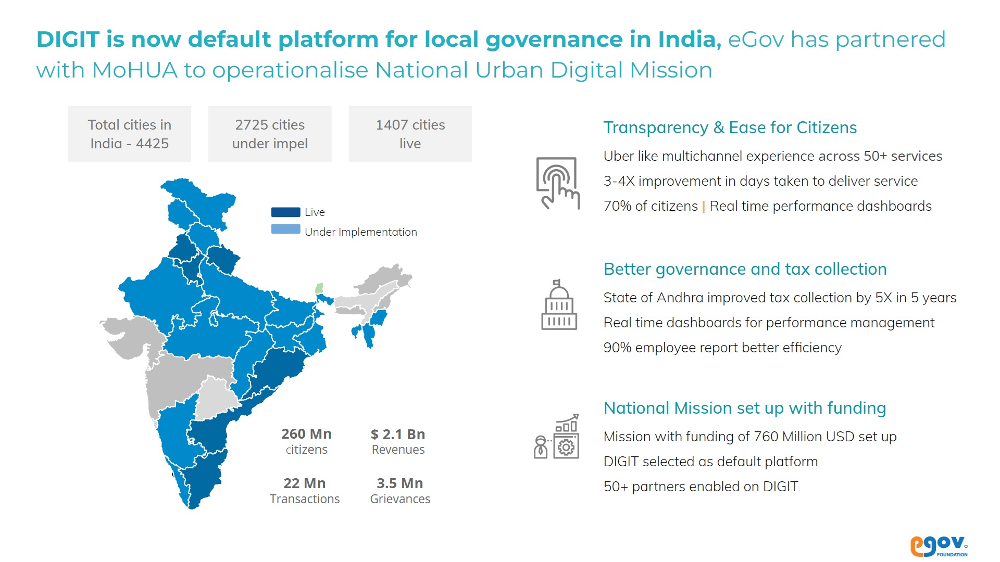 DIGIT is now default platform for local governance in India, eGov has partnered
with MoHUA to operationalise National Urban Digital Mission
Total cities in
India - 4425
2725 cities
under impel
1407 cities
live
Live
Under Implementation
260 Mn
citizens
$ 2.1 Bn
Revenues
22 Mn
Transactions
3.5 Mn
Grievances
Transparency & Ease for Citizens
Uber like multichannel experience across 50+ services
3-4X improvement in days taken to deliver service
70% of citizens | Real time performance dashboards
Better governance and tax collection
State of Andhra improved tax collection by 5X in 5 years
Real time dashboards for performance management
90% employee report better efficiency
National Mission set up with funding
Mission with funding of 760 Million USD set up
DIGIT selected as default platform
50+ partners enabled on DIGIT
egov.
FOUNDATION